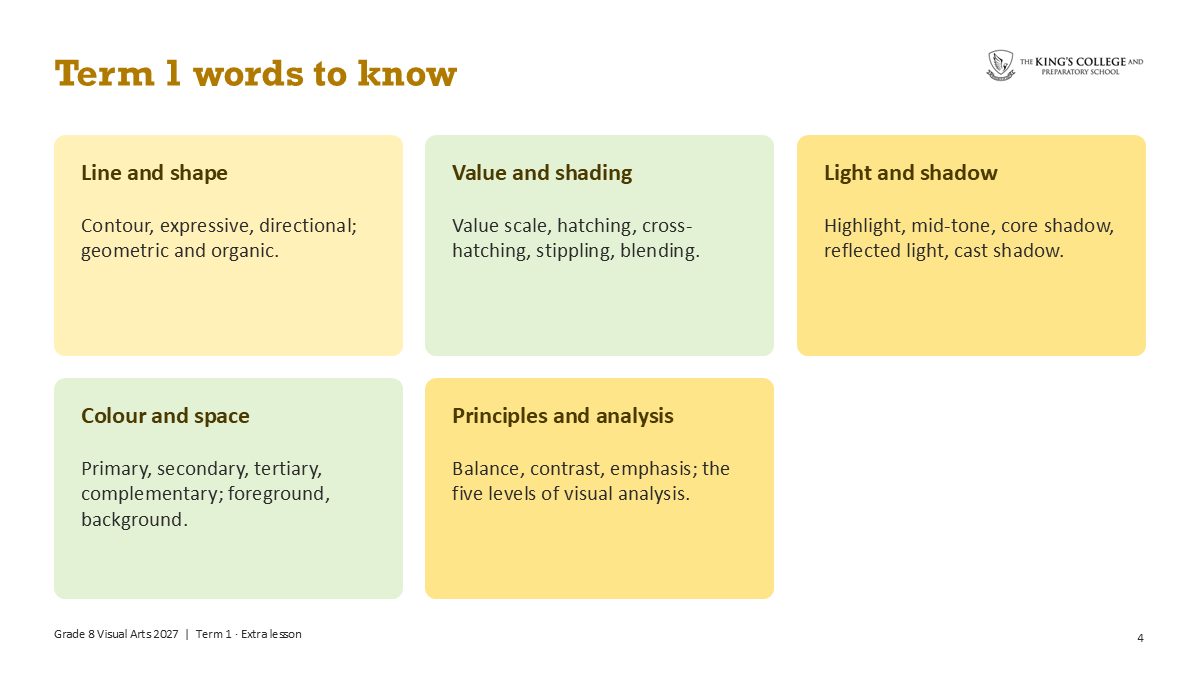 Term 1 words to know
THE KING'S COLLEGE AND
PREPARATORY SCHOOL
Line and shape
Contour, expressive, directional;
geometric and organic.
Value and shading
Value scale, hatching, cross-
hatching, stippling, blending.
Light and shadow
Highlight, mid-tone, core shadow,
reflected light, cast shadow.
Colour and space
Primary, secondary, tertiary,
complementary; foreground,
background.
Principles and analysis
Balance, contrast, emphasis; the
five levels of visual analysis.
Grade 8 Visual Arts 2027 | Term 1 · Extra lesson
4